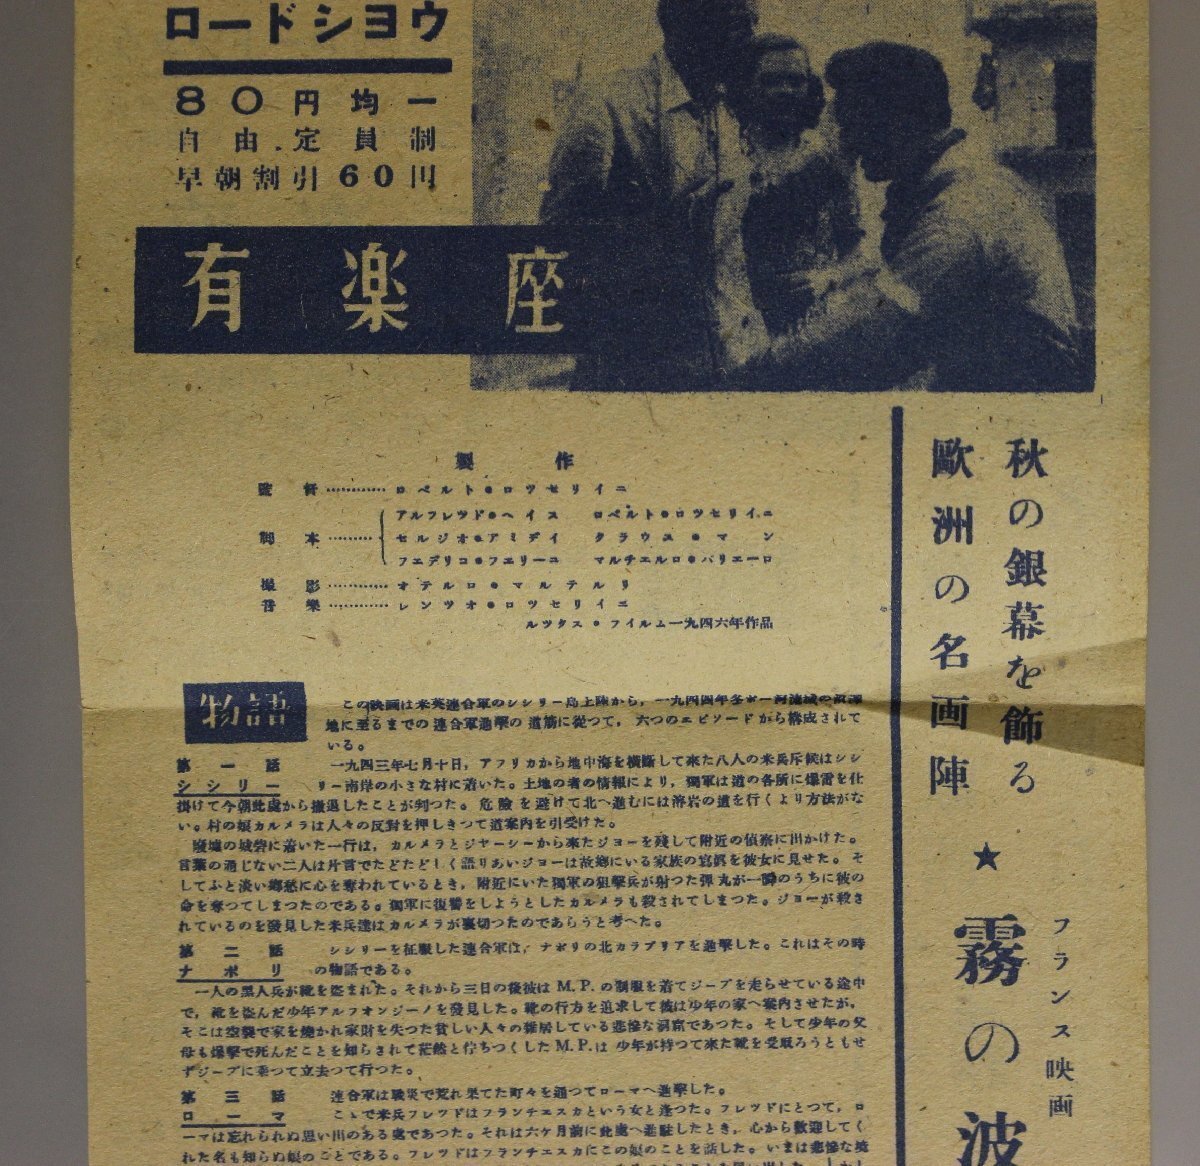 ロードシヨウ
80円均一
自由.定員制
早朝割引60円
有楽座
製作
監督…………ロベルト・ロツセリイニ
アルフレツド・ヘイス ロベルト・ロツセリイニ
脚本………セルジオ・アミデイ クラウス・マン
フエデリコ・フエリーニ マルチエルロ・パリエーロ
撮影…………オテルロ・マルテルリ
音樂…………レンツオ・ロツセリイニ
ルツクス・フイルム一九四六年作品
物語
この映画は米英連合軍のシシリー島上陸から，一九四四年冬ポー河流域の沼澤
地に至るまでの連合軍進撃の道筋に從つて，六つのエピソードから構成されて
いる。
第一話 一九四三年七月十日，アフリカから地中海を横断して来た八人の米兵斥候はシシ
シシリー リー南岸の小さな村に着いた。土地の者の情報により，獨軍は道の各所に爆雷を仕
掛けて今朝此處から撤退したことが判つた。危險を避けて北へ進むには溶岩の道を行くより方法がな
い。村の娘カルメラは人々の反對を押しきつて道案内を引受けた。
廢墟の城砦に着いた一行は，カルメラとジヤーシーから来たジヨーを残して附近の偵察に出かけた。
言葉の通じない二人は片言でたどたどしく語りあいジヨーは故郷にいる家族の寫眞を彼女に見せた。そ
してふと淡い郷愁に心を奪われているとき，附近にいた獨軍の狙撃兵が射つた弾丸が一瞬のうちに彼の
命を奪つてしまつたのである。獨軍に復讐をしようとしたカルメラも殺されてしまつた。ジヨーが殺さ
れているのを發見した米兵達はカルメラが裏切つたのであらうと考へた。
第二話 シシリーを征服した連合軍は，ナポリの北カラブリアを進撃した。これはその時
ナポリ の物語である。
一人の黒人兵が靴を盗まれた。それから三日の後彼はM.P.の制服を着てジープを走らせている途中
で，靴を盗んだ少年アルフオンジーノを發見した。靴の行方を追求して彼は少年の家へ案内させたが，
そこは空襲で家を燒かれ家財を失つた貧しい人々の雑居している悲慘な洞窟であつた。そして少年の父
母も爆撃で死んだことを知らされて茫然と佇ちつくしたM.P.は少年が持つて来た靴を受取ろうともせ
ずジープに乗つて立去つて行つた。
第三話 連合軍は戰災で荒れ果てた町々を通つてローマへ進撃した。
ローマ こゝで米兵フレツドはフランチエスカという女と逢つた。フレツドにとつて，ロ
ーマは忘れられぬ思い出のある處であつた。それは六ケ月前に此處へ進駐したとき，心から歡迎してく
れた名も知らぬ娘のことである。フレツドはフランチエスカにこの娘のことを話した。いまは悲慘な境
秋の銀幕を飾る
歐洲の名画陣
★
フランス映画
霧の波